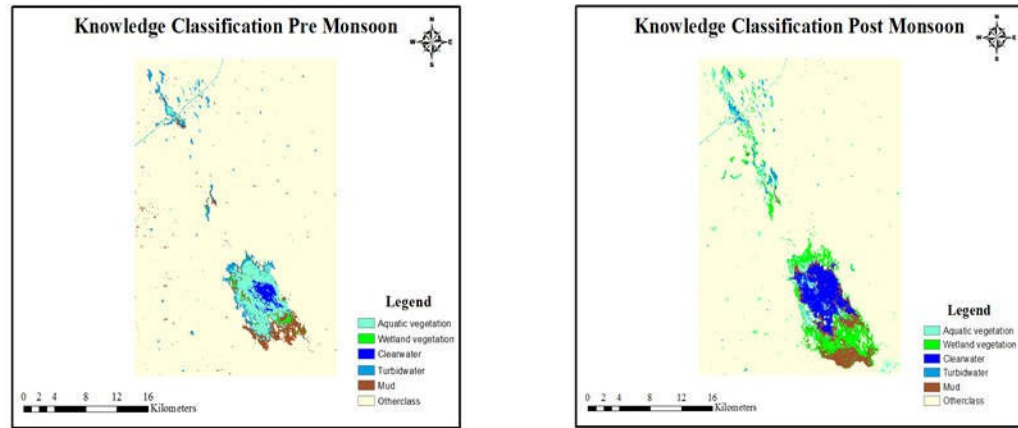 Knowledge Classification Pre Monsoon
N
W E
S
Legend
Aquatic vegetation
Wetland vegetation
Clearwater
Turbidwater
Mud
Otherclass
0 2 4 8 12 16
Kilometers
Knowledge Classification Post Monsoon
N
W E
S
Legend
Aquatic vegetation
Wetland vegetation
Clearwater
Turbidwater
Mud
Otherclass
0 2 4 8 12 16
Kilometers